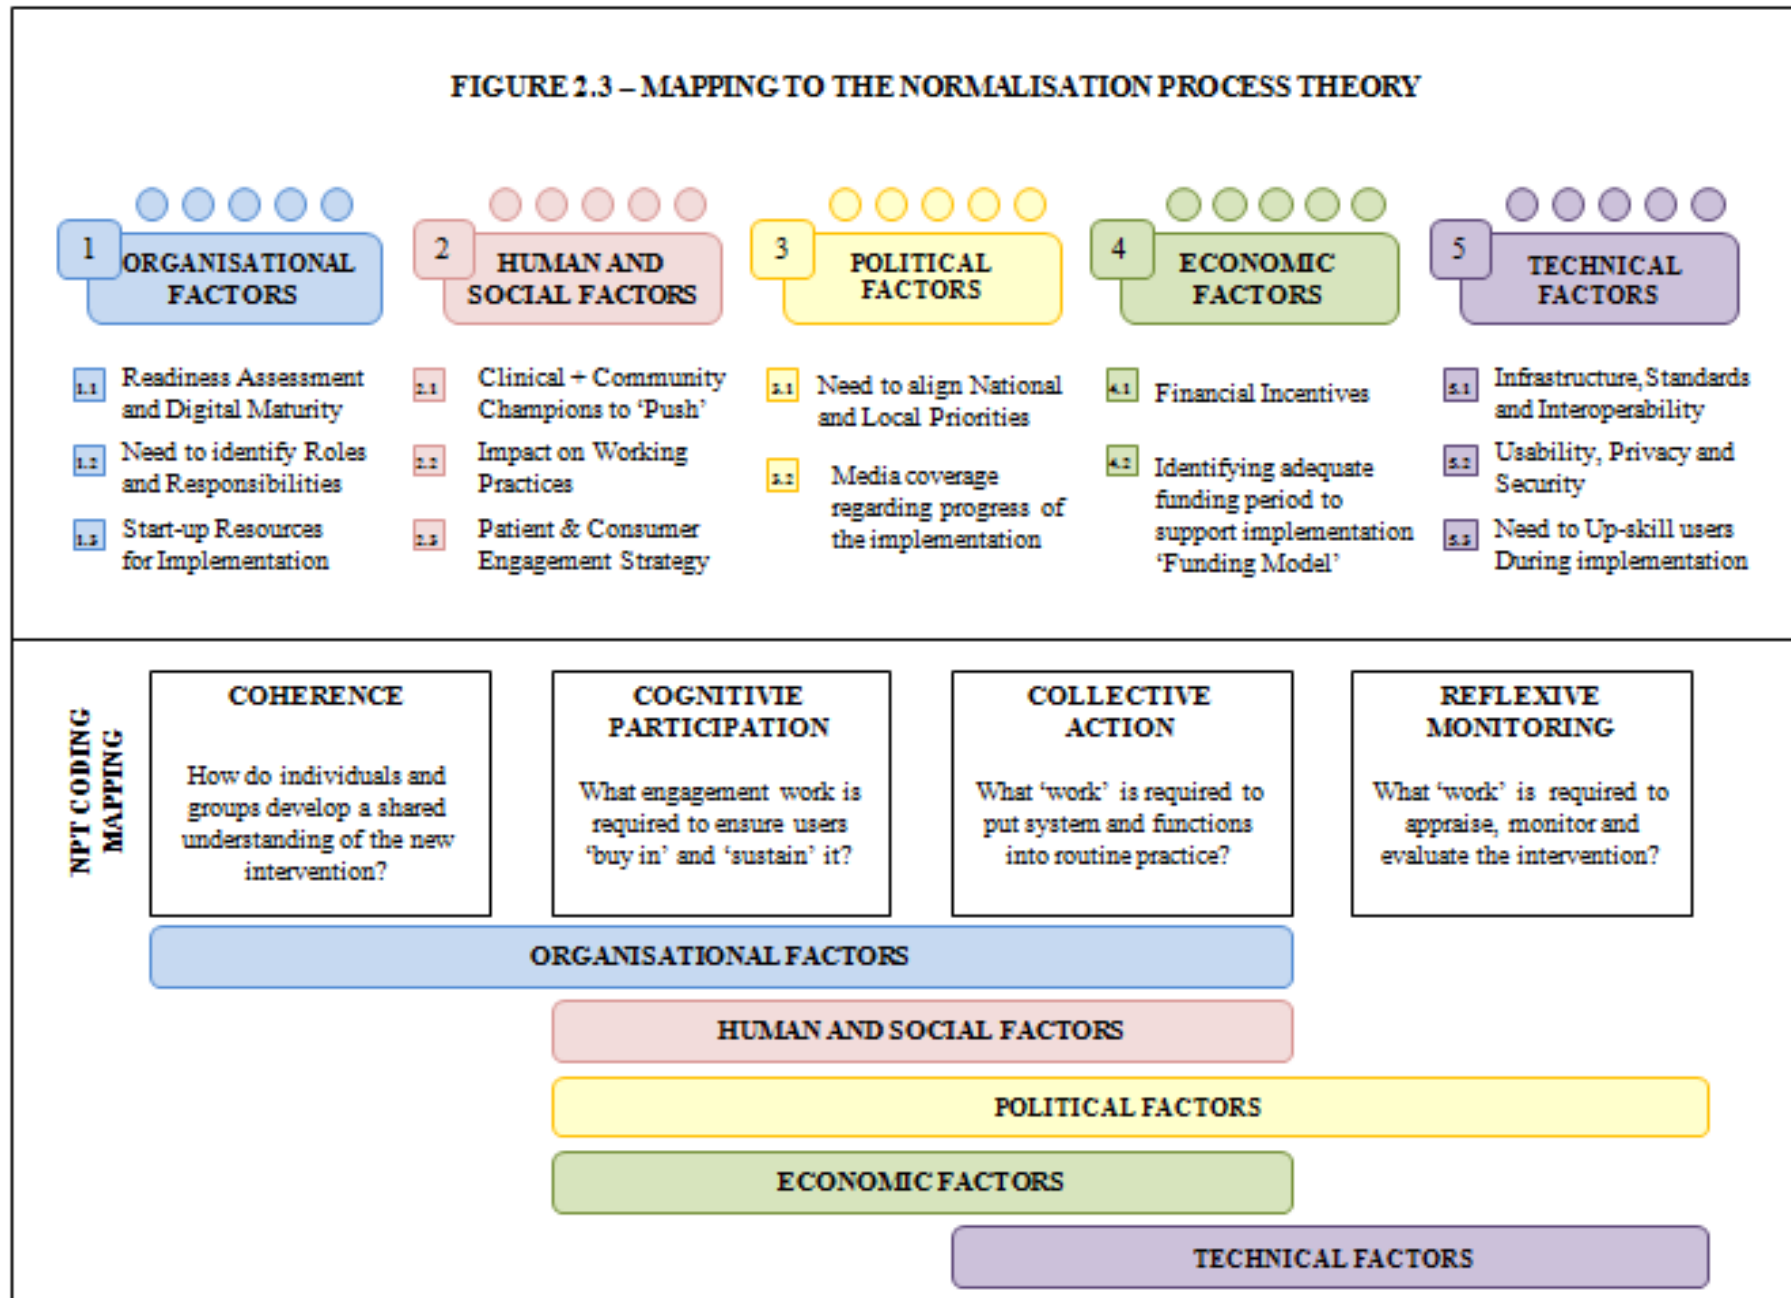 FIGURE 2.3 – MAPPING TO THE NORMALISATION PROCESS THEORY
1
ORGANISATIONAL
FACTORS
1.1
Readiness Assessment
and Digital Maturity
1.2
Need to identify Roles
and Responsibilities
1.3
Start-up Resources
for Implementation
2
HUMAN AND
SOCIAL FACTORS
2.1
Clinical + Community
Champions to ‘Push’
2.2
Impact on Working
Practices
2.3
Patient & Consumer
Engagement Strategy
3
POLITICAL
FACTORS
3.1
Need to align National
and Local Priorities
3.2
Media coverage
regarding progress of
the implementation
4
ECONOMIC
FACTORS
4.1
Financial Incentives
4.2
Identifying adequate
funding period to
support implementation
‘Funding Model’
5
TECHNICAL
FACTORS
5.1
Infrastructure, Standards
and Interoperability
5.2
Usability, Privacy and
Security
5.3
Need to Up-skill users
During implementation
NPT CODING
MAPPING
COHERENCE
How do individuals and
groups develop a shared
understanding of the new
intervention?
COGNITIVIE
PARTICIPATION
What engagement work is
required to ensure users
‘buy in’ and ‘sustain’ it?
COLLECTIVE
ACTION
What ‘work’ is required to
put system and functions
into routine practice?
REFLEXIVE
MONITORING
What ‘work’ is required to
appraise, monitor and
evaluate the intervention?
ORGANISATIONAL FACTORS
HUMAN AND SOCIAL FACTORS
POLITICAL FACTORS
ECONOMIC FACTORS
TECHNICAL FACTORS